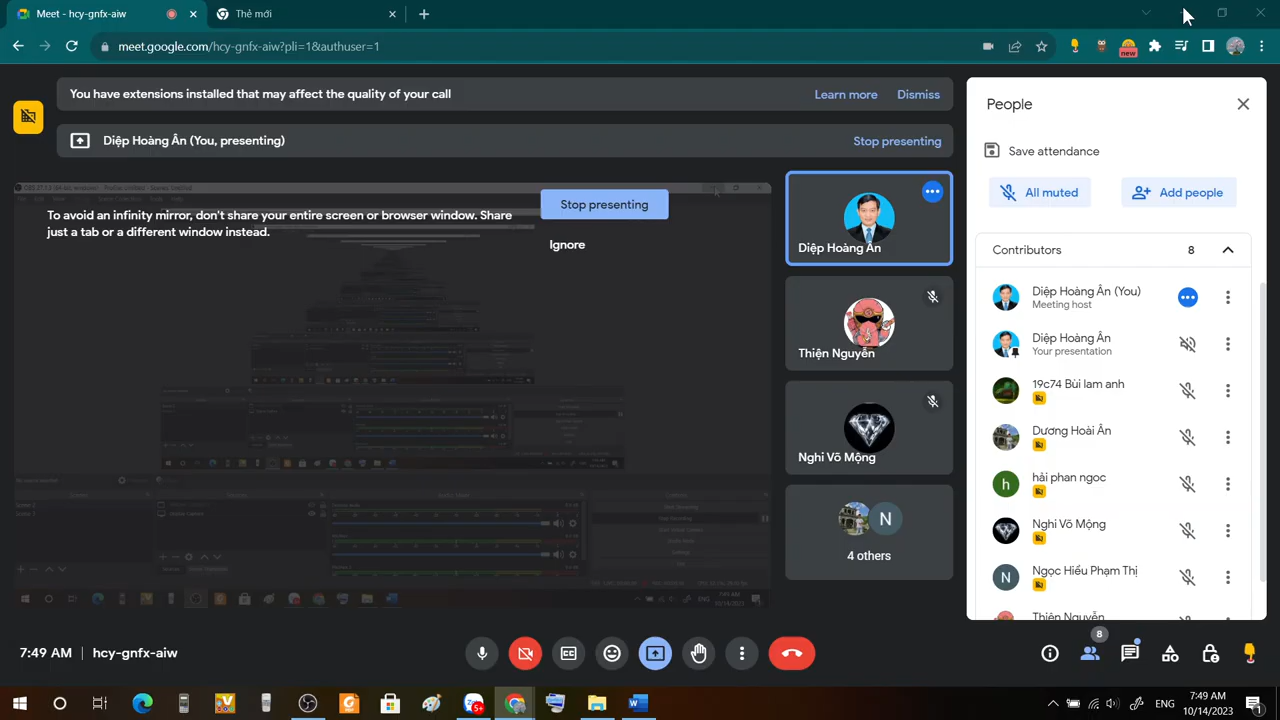 Meet - hcy-gnfx-aiw
Thẻ mới
meet.google.com/hcy-gnfx-aiw?pli=1&authuser=1
new
You have extensions installed that may affect the quality of your call
Learn more
Dismiss
Diệp Hoàng Ân (You, presenting)
Stop presenting
To avoid an infinity mirror, don't share your entire screen or browser window. Share
just a tab or a different window instead.
Stop presenting
Ignore
Diệp Hoàng Ân
Thiện Nguyễn
Nghi Võ Mộng
N
4 others
People
Save attendance
All muted
Add people
Contributors
8
Diệp Hoàng Ân (You)
Meeting host
Diệp Hoàng Ân
Your presentation
19c74 Bùi lam anh
Dương Hoài Ân
h
hải phan ngọc
Nghi Võ Mộng
N
Ngọc Hiếu Phạm Thị
Thiện Nguyễn
7:49 AM
hcy-gnfx-aiw
8
5+
ENG
7:49 AM
10/14/2023
1